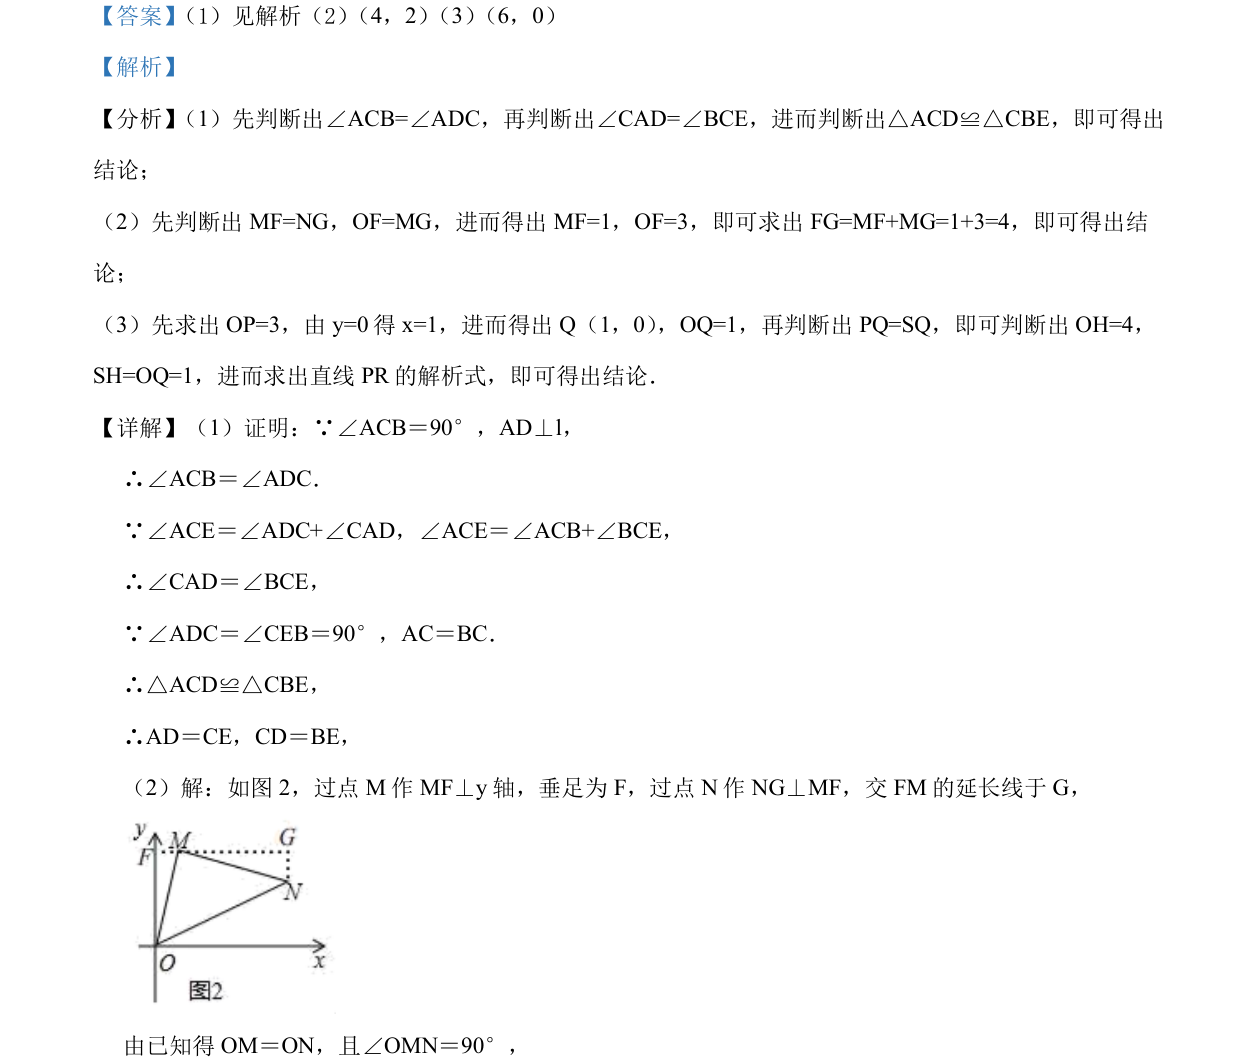 【答案】（1）见解析（2）（4，2）（3）（6，0）
【解析】
【分析】（1）先判断出∠ACB=∠ADC，再判断出∠CAD=∠BCE，进而判断出△ACD≌△CBE，即可得出
结论；
（2）先判断出 MF=NG，OF=MG，进而得出 MF=1，OF=3，即可求出 FG=MF+MG=1+3=4，即可得出结
论；
（3）先求出 OP=3，由 y=0 得 x=1，进而得出 Q（1，0），OQ=1，再判断出 PQ=SQ，即可判断出 OH=4，
SH=OQ=1，进而求出直线 PR 的解析式，即可得出结论．
【详解】（1）证明：∵∠ACB＝90°，AD⊥l，
∴∠ACB＝∠ADC．
∵∠ACE＝∠ADC+∠CAD，∠ACE＝∠ACB+∠BCE，
∴∠CAD＝∠BCE，
∵∠ADC＝∠CEB＝90°，AC＝BC．
∴△ACD≌△CBE，
∴AD＝CE，CD＝BE，
（2）解：如图 2，过点 M 作 MF⊥y 轴，垂足为 F，过点 N 作 NG⊥MF，交 FM 的延长线于 G，
y M G
F
N
O x
图2
由已知得 OM＝ON，且∠OMN＝90°，